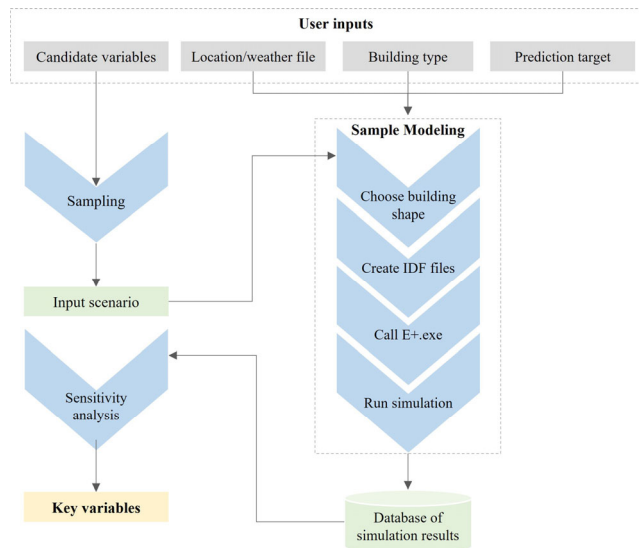 User inputs
Candidate variables
Location/weather file
Building type
Prediction target
Sample Modeling
Sampling
Choose building
shape
Create IDF files
Input scenario
Call E+.exe
Sensitivity
analysis
Run simulation
Key variables
Database of
simulation results